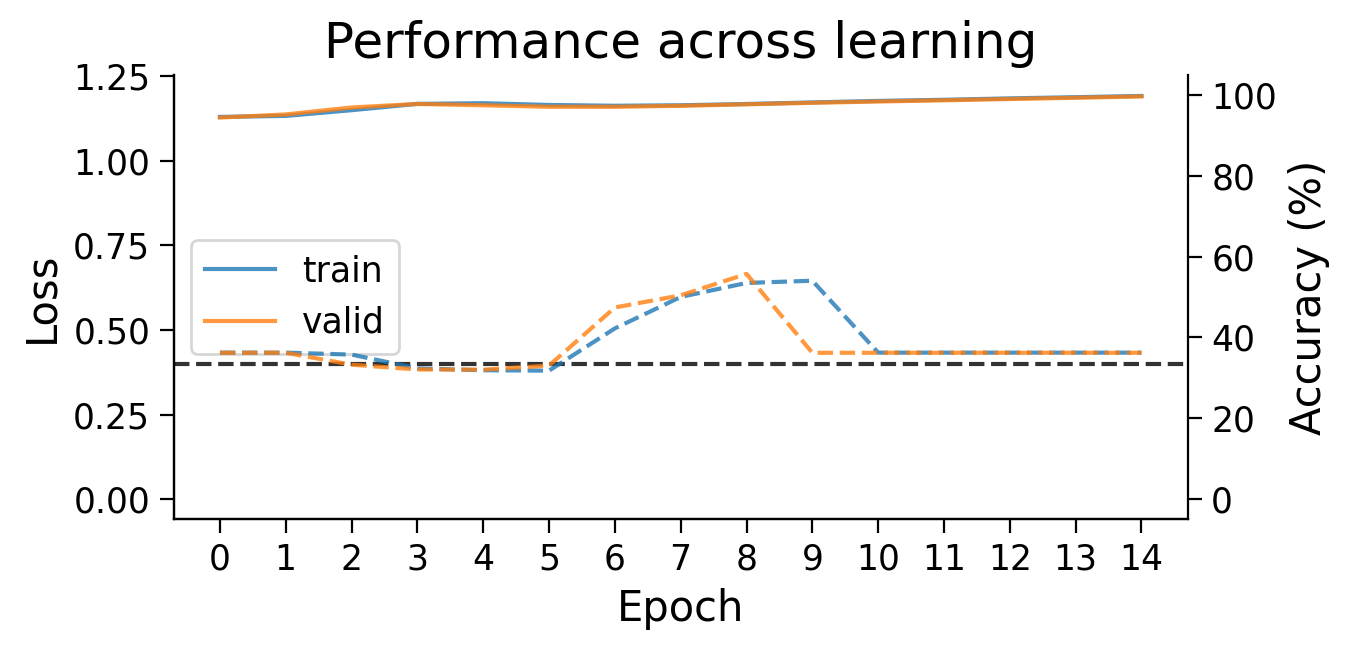 Performance across learning
Loss
1.25
1.00
0.75
0.50
0.25
0.00
train
valid
100
80
60
40
20
0
Accuracy (%)
0 1 2 3 4 5 6 7 8 9 10 11 12 13 14
Epoch